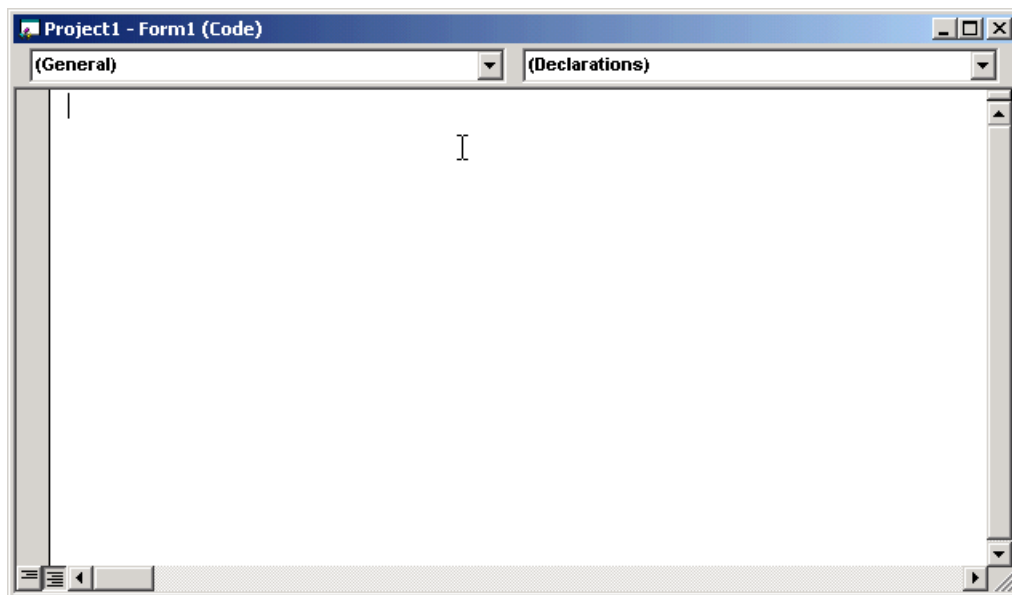 Project1 - Form1 (Code)
(General) (Declarations)